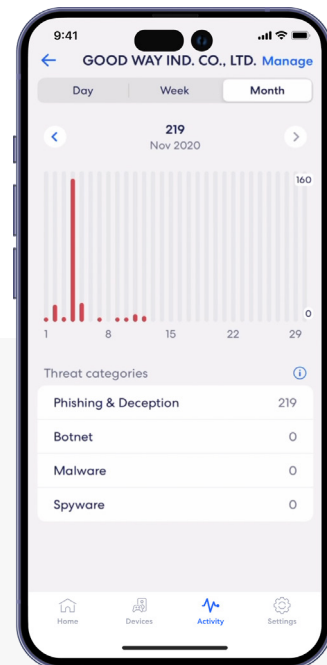 9:41
GOOD WAY IND. CO., LTD. Manage
Day Week Month
219
Nov 2020
160
0
1 8 15 22 29
Threat categories
Phishing & Deception 219
Botnet 0
Malware 0
Spyware 0
Home Devices Activity Settings